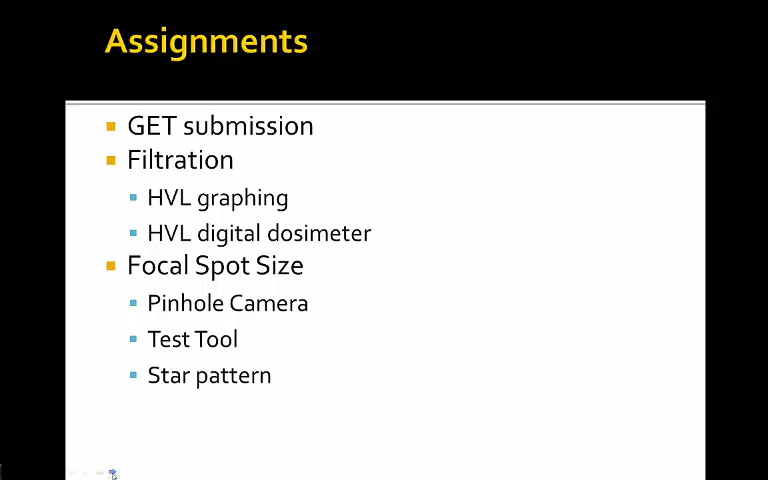 Assignments
GET submission
Filtration
HVL graphing
HVL digital dosimeter
Focal Spot Size
Pinhole Camera
Test Tool
Star pattern